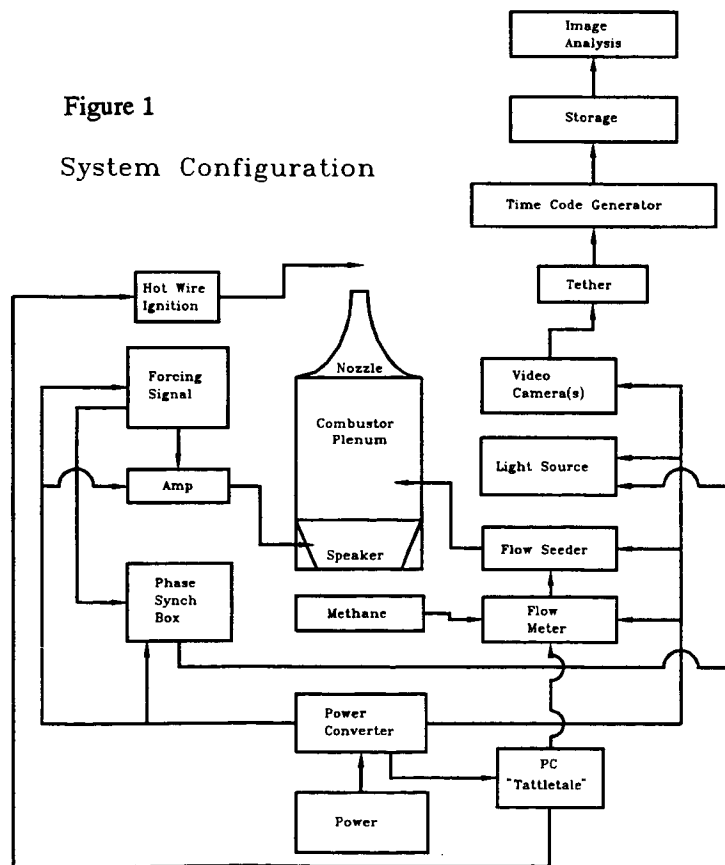 Image
Analysis
Figure 1
Storage
System Configuration
Time Code Generator
Hot Wire
Ignition
Tether
Nozzle
Forcing
Signal
Video
Camera(s)
Combustor
Plenum
Light Source
Amp
Speaker
Flow Seeder
Phase
Synch
Box
Methane
Flow
Meter
Power
Converter
PC
"Tattletale"
Power